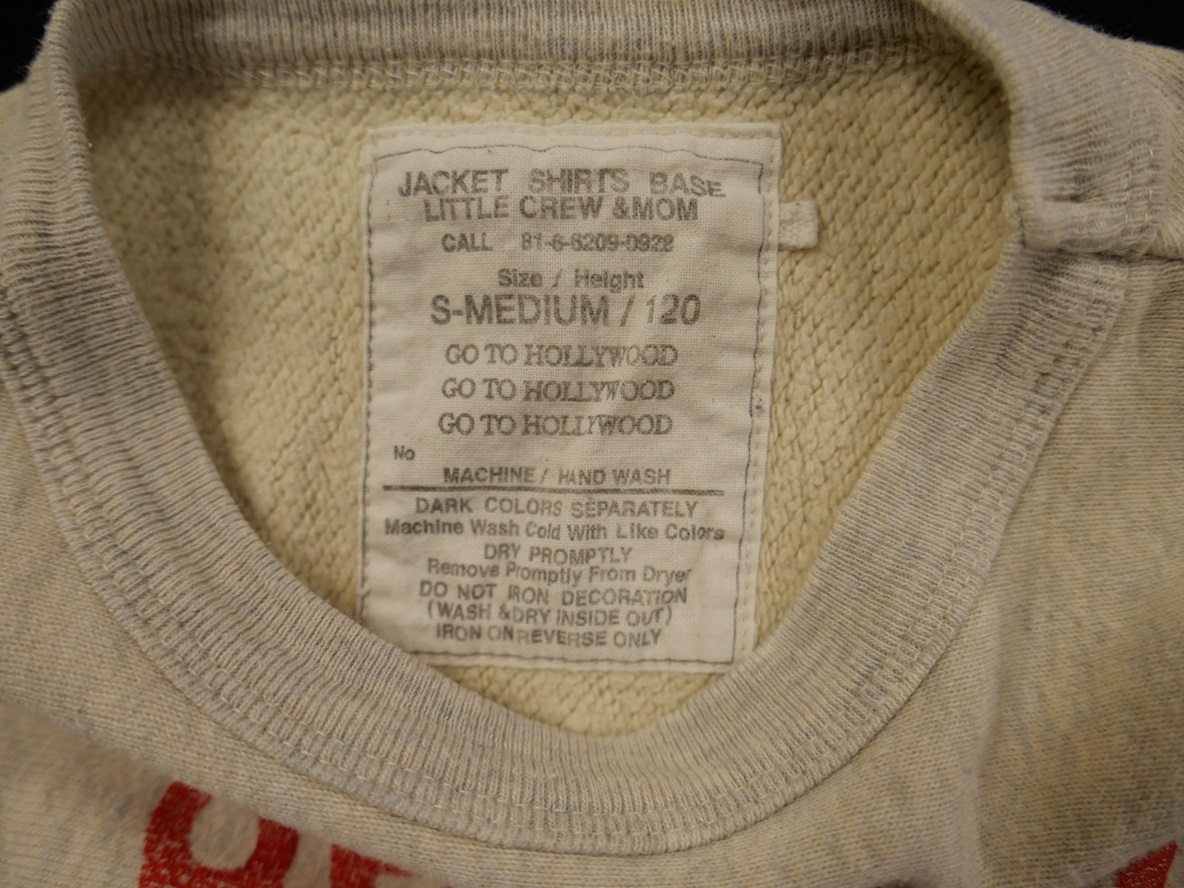 JACKET SHIRTS BASE
LITTLE CREW &MOM
CALL 81-6-6209-0928
Size / Height
S-MEDIUM / 120
GO TO HOLLYWOOD
GO TO HOLLYWOOD
GO TO HOLLYWOOD
No
MACHINE / HAND WASH
DARK COLORS SEPARATELY
Machine Wash Cold With Like Colors
DRY PROMPTLY
Remove Promptly From Dryer
DO NOT IRON DECORATION
(WASH &DRY INSIDE OUT)
IRON ON REVERSE ONLY